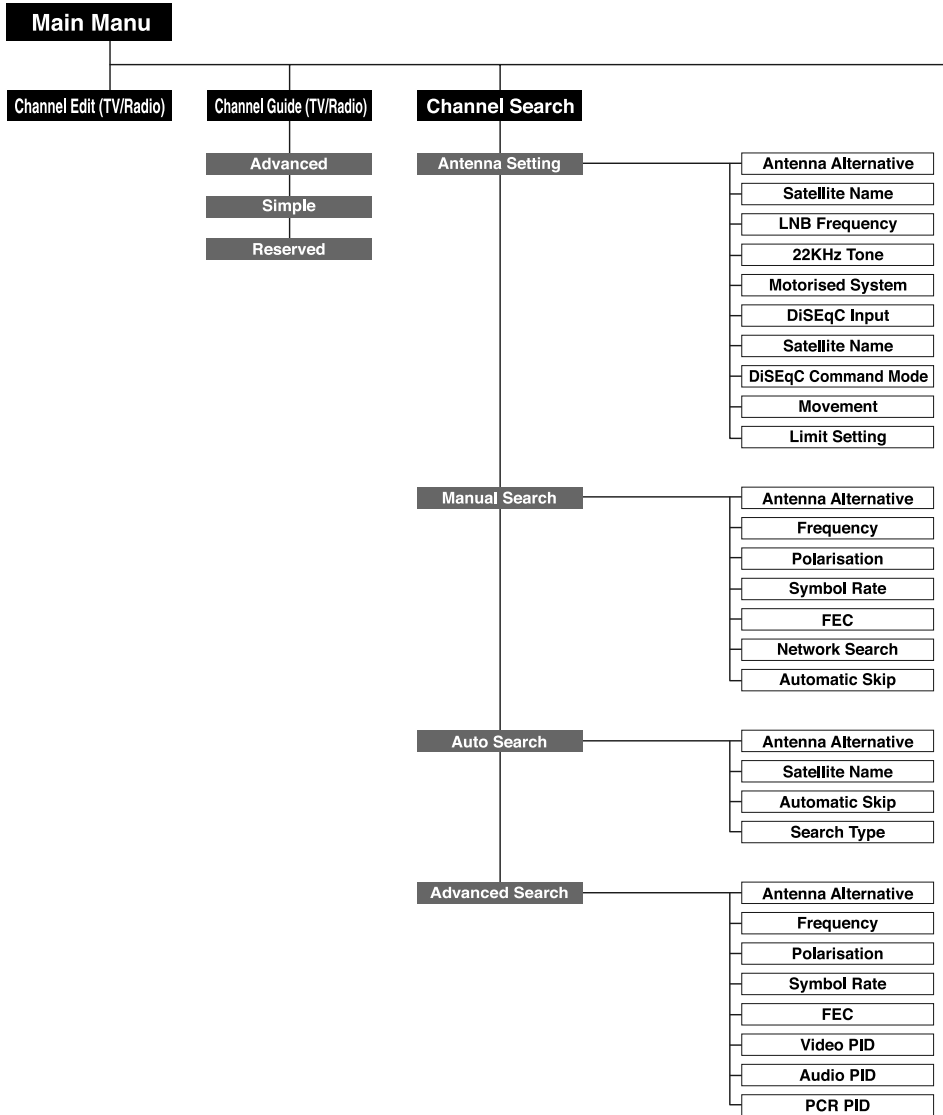 Main Manu
Channel Edit (TV/Radio)
Channel Guide (TV/Radio)
Channel Search
Advanced
Simple
Reserved
Antenna Setting
Antenna Alternative
Satellite Name
LNB Frequency
22KHz Tone
Motorised System
DiSEqC Input
Satellite Name
DiSEqC Command Mode
Movement
Limit Setting
Manual Search
Antenna Alternative
Frequency
Polarisation
Symbol Rate
FEC
Network Search
Automatic Skip
Auto Search
Antenna Alternative
Satellite Name
Automatic Skip
Search Type
Advanced Search
Antenna Alternative
Frequency
Polarisation
Symbol Rate
FEC
Video PID
Audio PID
PCR PID